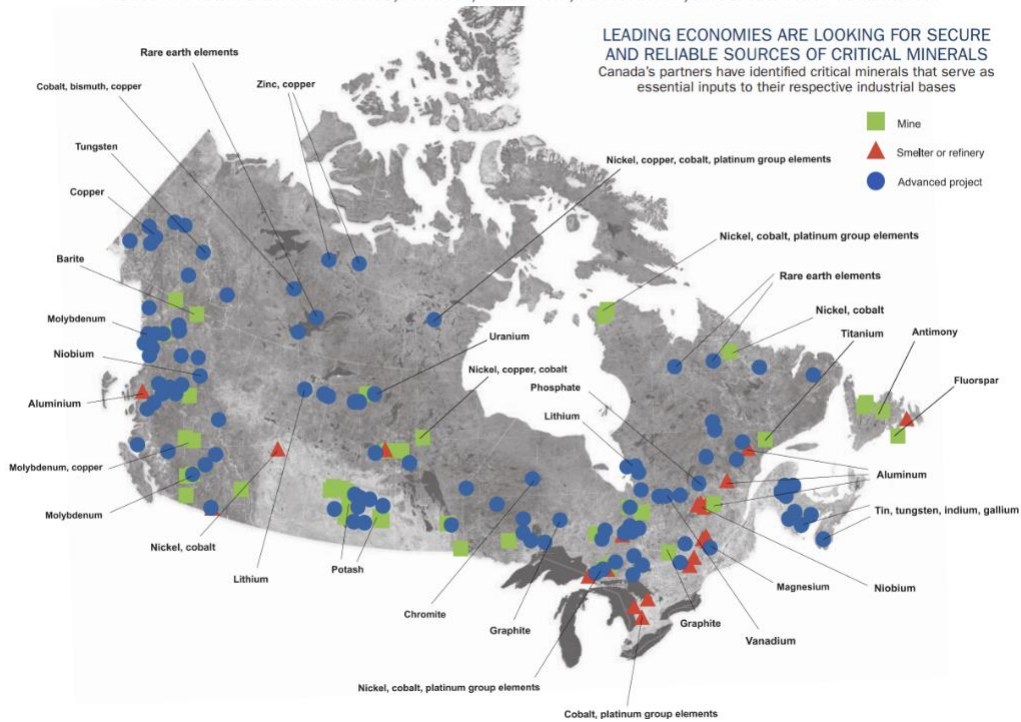 LEADING ECONOMIES ARE LOOKING FOR SECURE
AND RELIABLE SOURCES OF CRITICAL MINERALS
Canada's partners have identified critical minerals that serve as
essential inputs to their respective industrial bases
Mine
Smelter or refinery
Advanced project
Rare earth elements
Cobalt, bismuth, copper
Zinc, copper
Tungsten
Nickel, copper, cobalt, platinum group elements
Copper
Nickel, cobalt, platinum group elements
Barite
Rare earth elements
Nickel, cobalt
Molybdenum
Titanium
Antimony
Uranium
Niobium
Nickel, copper, cobalt
Fluorspar
Phosphate
Aluminium
Lithium
Molybdenum, copper
Aluminum
Molybdenum
Tin, tungsten, indium, gallium
Nickel, cobalt
Potash
Lithium
Magnesium
Niobium
Chromite
Graphite
Graphite
Vanadium
Nickel, cobalt, platinum group elements
Cobalt, platinum group elements